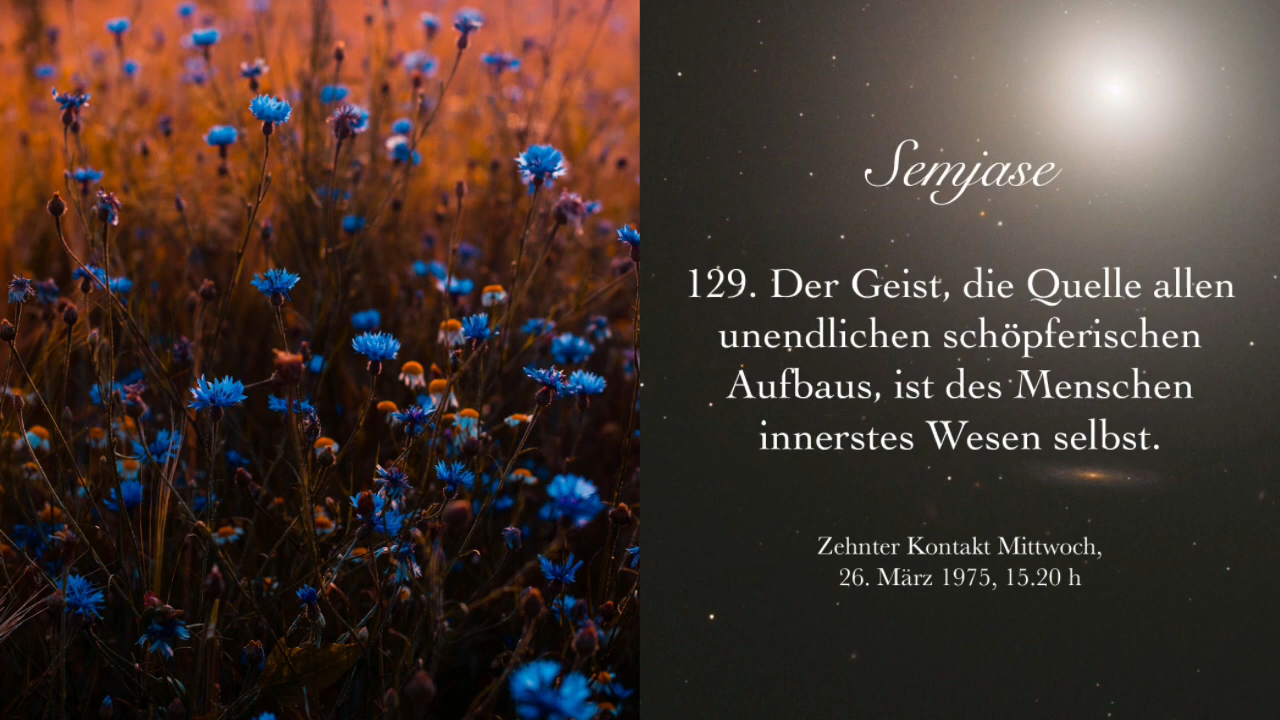 Semjase
129. Der Geist, die Quelle allen
unendlichen schöpferischen
Aufbaus, ist des Menschen
innerstes Wesen selbst.
Zehnter Kontakt Mittwoch,
26. März 1975, 15.20 h